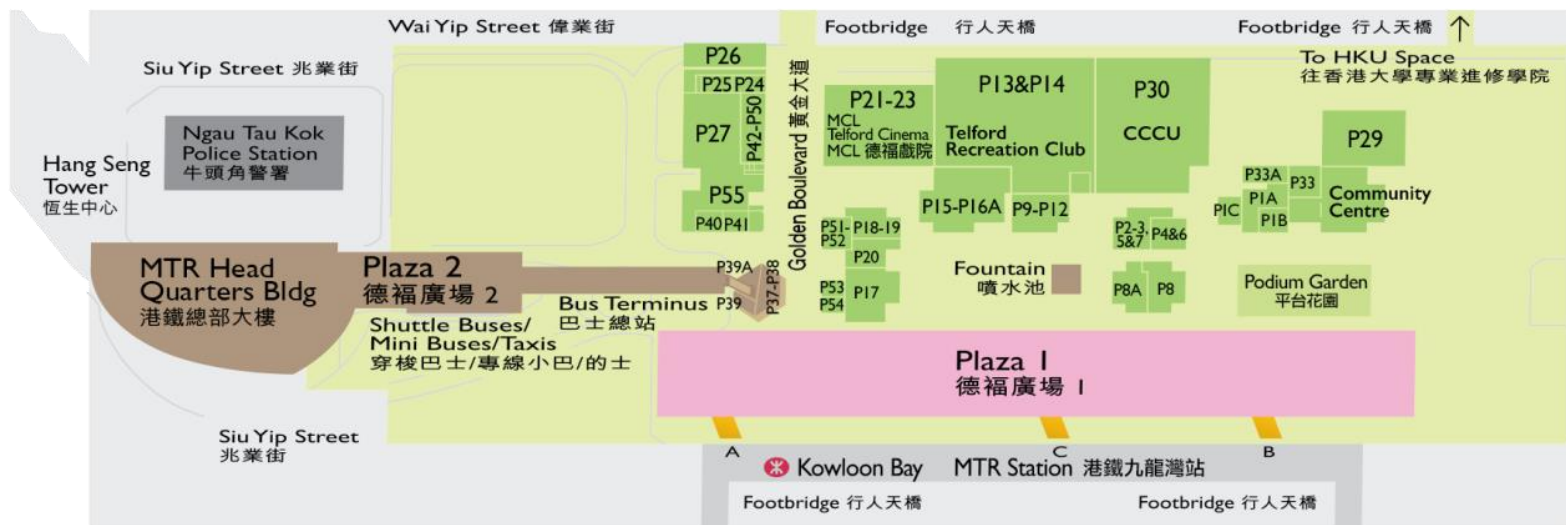 Wai Yip Street 偉業街
Footbridge 行人天橋
Footbridge 行人天橋
To HKU Space
往香港大學專業進修學院
Siu Yip Street 兆業街
Ngau Tau Kok
Police Station
牛頭角警署
Hang Seng
Tower
恆生中心
P26
P25 P24
P27
P42-P50
P55
P40 P41
Golden Boulevard 黃金大道
P21-23
MCL
Telford Cinema
MCL 德福戲院
P13&P14
Telford
Recreation Club
P30
CCCU
P29
P33A
P33
P1A
P1C
P1B
Community
Centre
P15-P16A
P9-P12
P51-
P52
P18-19
P20
P53
P54
P17
P2-3,
5&7
P4&6
P8A
P8
Fountain
噴水池
Podium Garden
平台花園
MTR Head
Quarters Bldg
港鐵總部大樓
Plaza 2
德福廣場 2
P39A
P39
P37-P38
Bus Terminus
巴士總站
Shuttle Buses/
Mini Buses/Taxis
穿梭巴士/專線小巴/的士
Plaza 1
德福廣場 1
Siu Yip Street
兆業街
A
C
B
Kowloon Bay MTR Station 港鐵九龍灣站
Footbridge 行人天橋
Footbridge 行人天橋